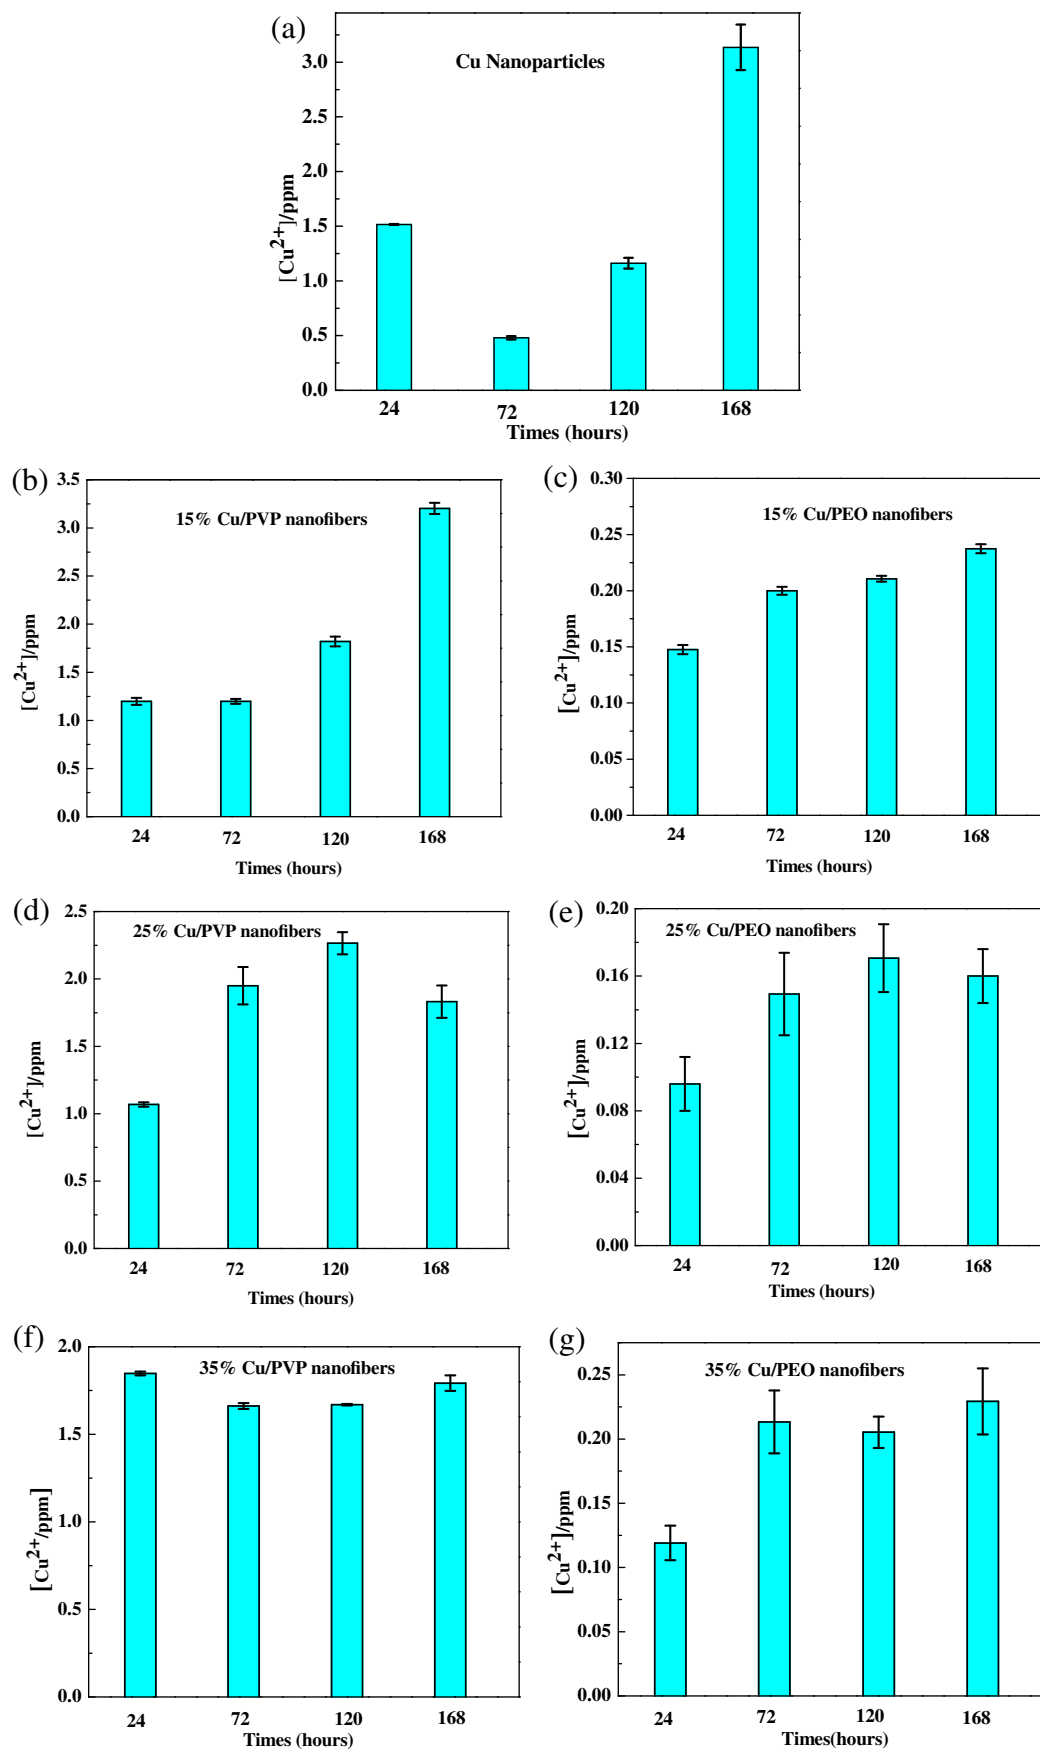 (a)
Cu Nanoparticles
[Cu2+]/ppm
3.0
2.5
2.0
1.5
1.0
0.5
0.0
24 72 120 168
Times (hours)
(b)
15% Cu/PVP nanofibers
[Cu2+]/ppm
3.5
3.0
2.5
2.0
1.5
1.0
0.5
0.0
24 72 120 168
Times (hours)
(c)
15% Cu/PEO nanofibers
[Cu2+]/ppm
0.30
0.25
0.20
0.15
0.10
0.05
0.00
24 72 120 168
Times (hours)
(d)
25% Cu/PVP nanofibers
[Cu2+]/ppm
2.5
2.0
1.5
1.0
0.5
0.0
24 72 120 168
Times (hours)
(e)
25% Cu/PEO nanofibers
[Cu2+]/ppm
0.20
0.16
0.12
0.08
0.04
0.00
24 72 120 168
Times (hours)
(f)
35% Cu/PVP nanofibers
[Cu2+/ppm]
2.0
1.5
1.0
0.5
0.0
24 72 120 168
Times (hours)
(g)
35% Cu/PEO nanofibers
[Cu2+]/ppm
0.25
0.20
0.15
0.10
0.05
0.00
24 72 120 168
Times(hours)